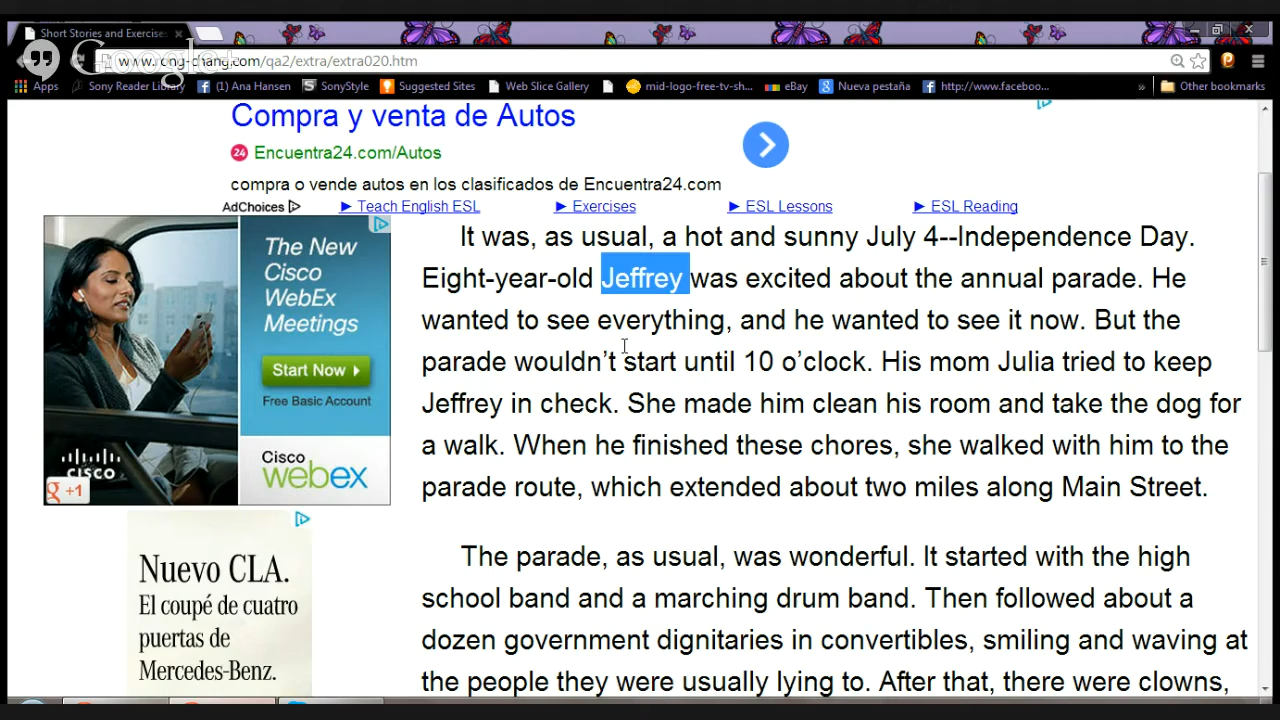 Short Stories and Exercises
Google+
www.rong-chang.com/qa2/extra/extra020.htm
Apps
Sony Reader Library
(1) Ana Hansen
SonyStyle
Suggested Sites
Web Slice Gallery
mid-logo-free-tv-sh...
eBay
Nueva pestaña
http://www.faceboo...
» Other bookmarks
Compra y venta de Autos
24 Encuentra24.com/Autos
compra o vende autos en los clasificados de Encuentra24.com
AdChoices
► Teach English ESL
► Exercises
► ESL Lessons
► ESL Reading
The New
Cisco
WebEx
Meetings
Start Now
Free Basic Account
CISCO
Cisco
webex
g +1
Nuevo CLA.
El coupé de cuatro
puertas de
Mercedes-Benz.
It was, as usual, a hot and sunny July 4--Independence Day.
Eight-year-old Jeffrey was excited about the annual parade. He
wanted to see everything, and he wanted to see it now. But the
parade wouldn’t start until 10 o’clock. His mom Julia tried to keep
Jeffrey in check. She made him clean his room and take the dog for
a walk. When he finished these chores, she walked with him to the
parade route, which extended about two miles along Main Street.
The parade, as usual, was wonderful. It started with the high
school band and a marching drum band. Then followed about a
dozen government dignitaries in convertibles, smiling and waving at
the people they were usually lying to. After that, there were clowns,